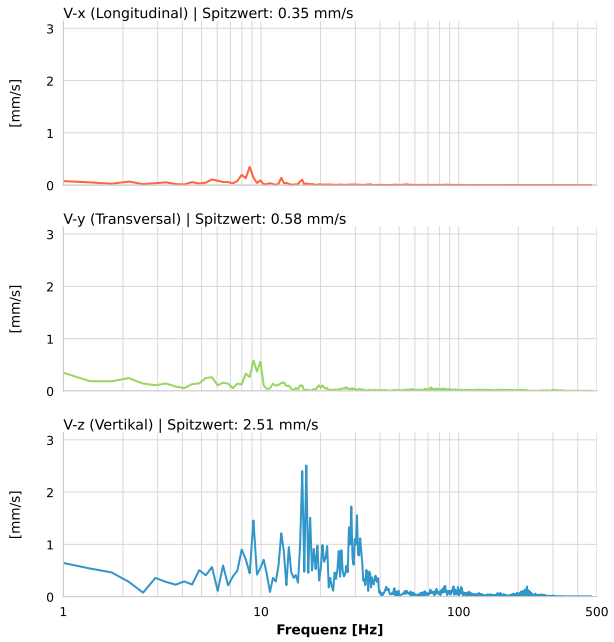 V-x (Longitudinal) | Spitzwert: 0.35 mm/s
3
2
1
0
[mm/s]
V-y (Transversal) | Spitzwert: 0.58 mm/s
3
2
1
0
[mm/s]
V-z (Vertikal) | Spitzwert: 2.51 mm/s
3
2
1
0
[mm/s]
1 10 100 500
Frequenz [Hz]